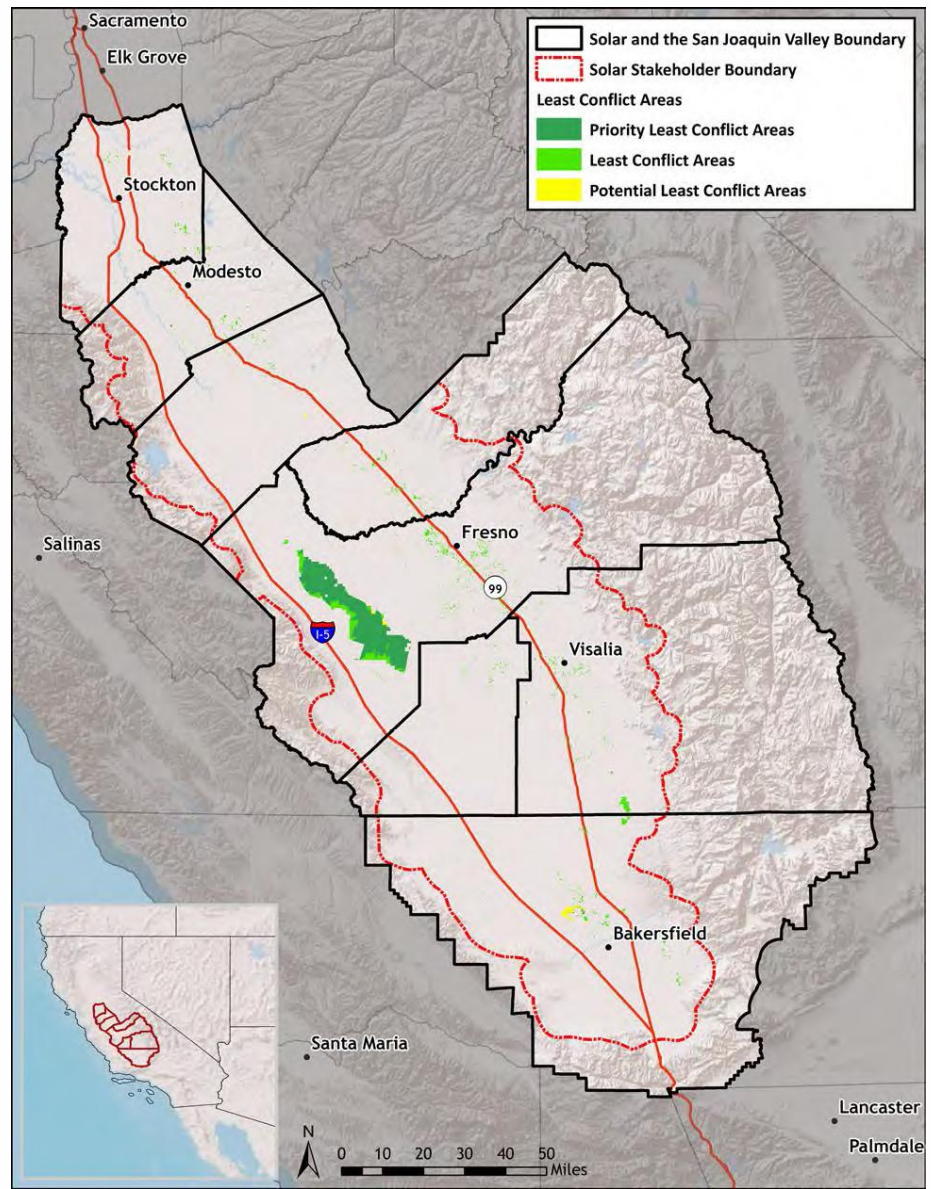 Sacramento
Elk Grove
Solar and the San Joaquin Valley Boundary
Solar Stakeholder Boundary
Least Conflict Areas
Priority Least Conflict Areas
Least Conflict Areas
Potential Least Conflict Areas
Stockton
Modesto
Salinas
Fresno
99
I-5
Visalia
Bakersfield
Santa Maria
Lancaster
Palmdale
N
0 10 20 30 40 50
Miles